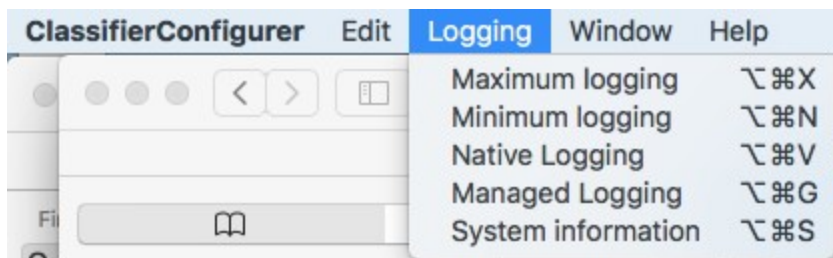 ClassifierConfigurer Edit Logging Window Help
Maximum logging ⌥⌘X
Minimum logging ⌥⌘N
Native Logging ⌥⌘V
Managed Logging ⌥⌘G
System information ⌥⌘S